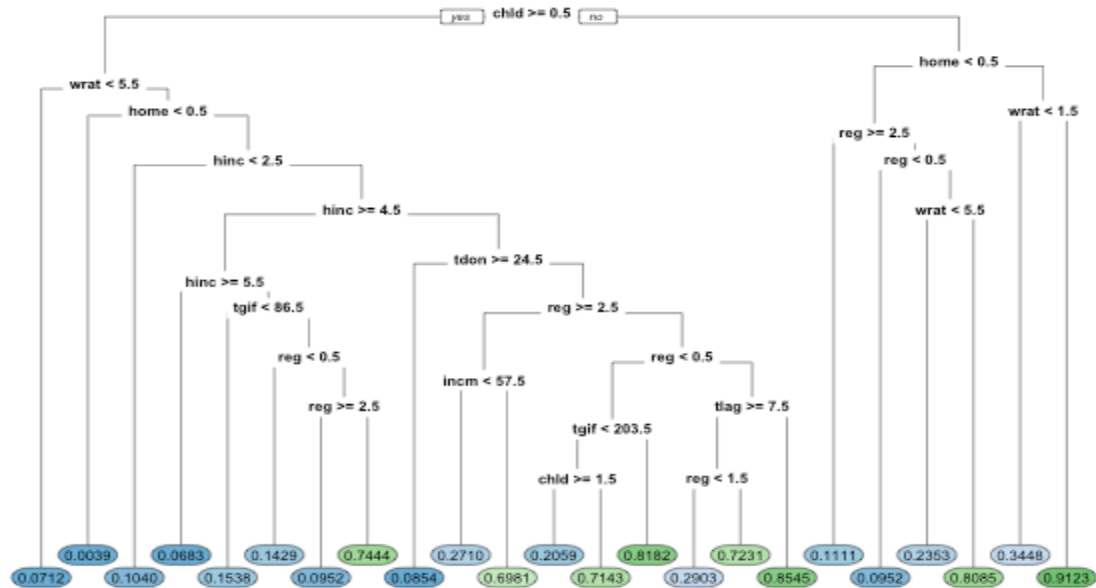 yes chld >= 0.5 no
home < 0.5
wrat < 5.5
home < 0.5
wrat < 1.5
reg >= 2.5
hinc < 2.5
reg < 0.5
hinc >= 4.5
wrat < 5.5
tdon >= 24.5
hinc >= 5.5
tgif < 86.5
reg >= 2.5
reg < 0.5
reg < 0.5
incm < 57.5
reg >= 2.5
tlag >= 7.5
tgif < 203.5
chld >= 1.5
reg < 1.5
0.0039 0.0683 0.1429 0.7444 0.2710 0.2059 0.8182 0.7231 0.1111 0.2353 0.3448
0.0712 0.1040 0.1538 0.0952 0.0854 0.6981 0.7143 0.2903 0.8545 0.0952 0.8085 0.9123